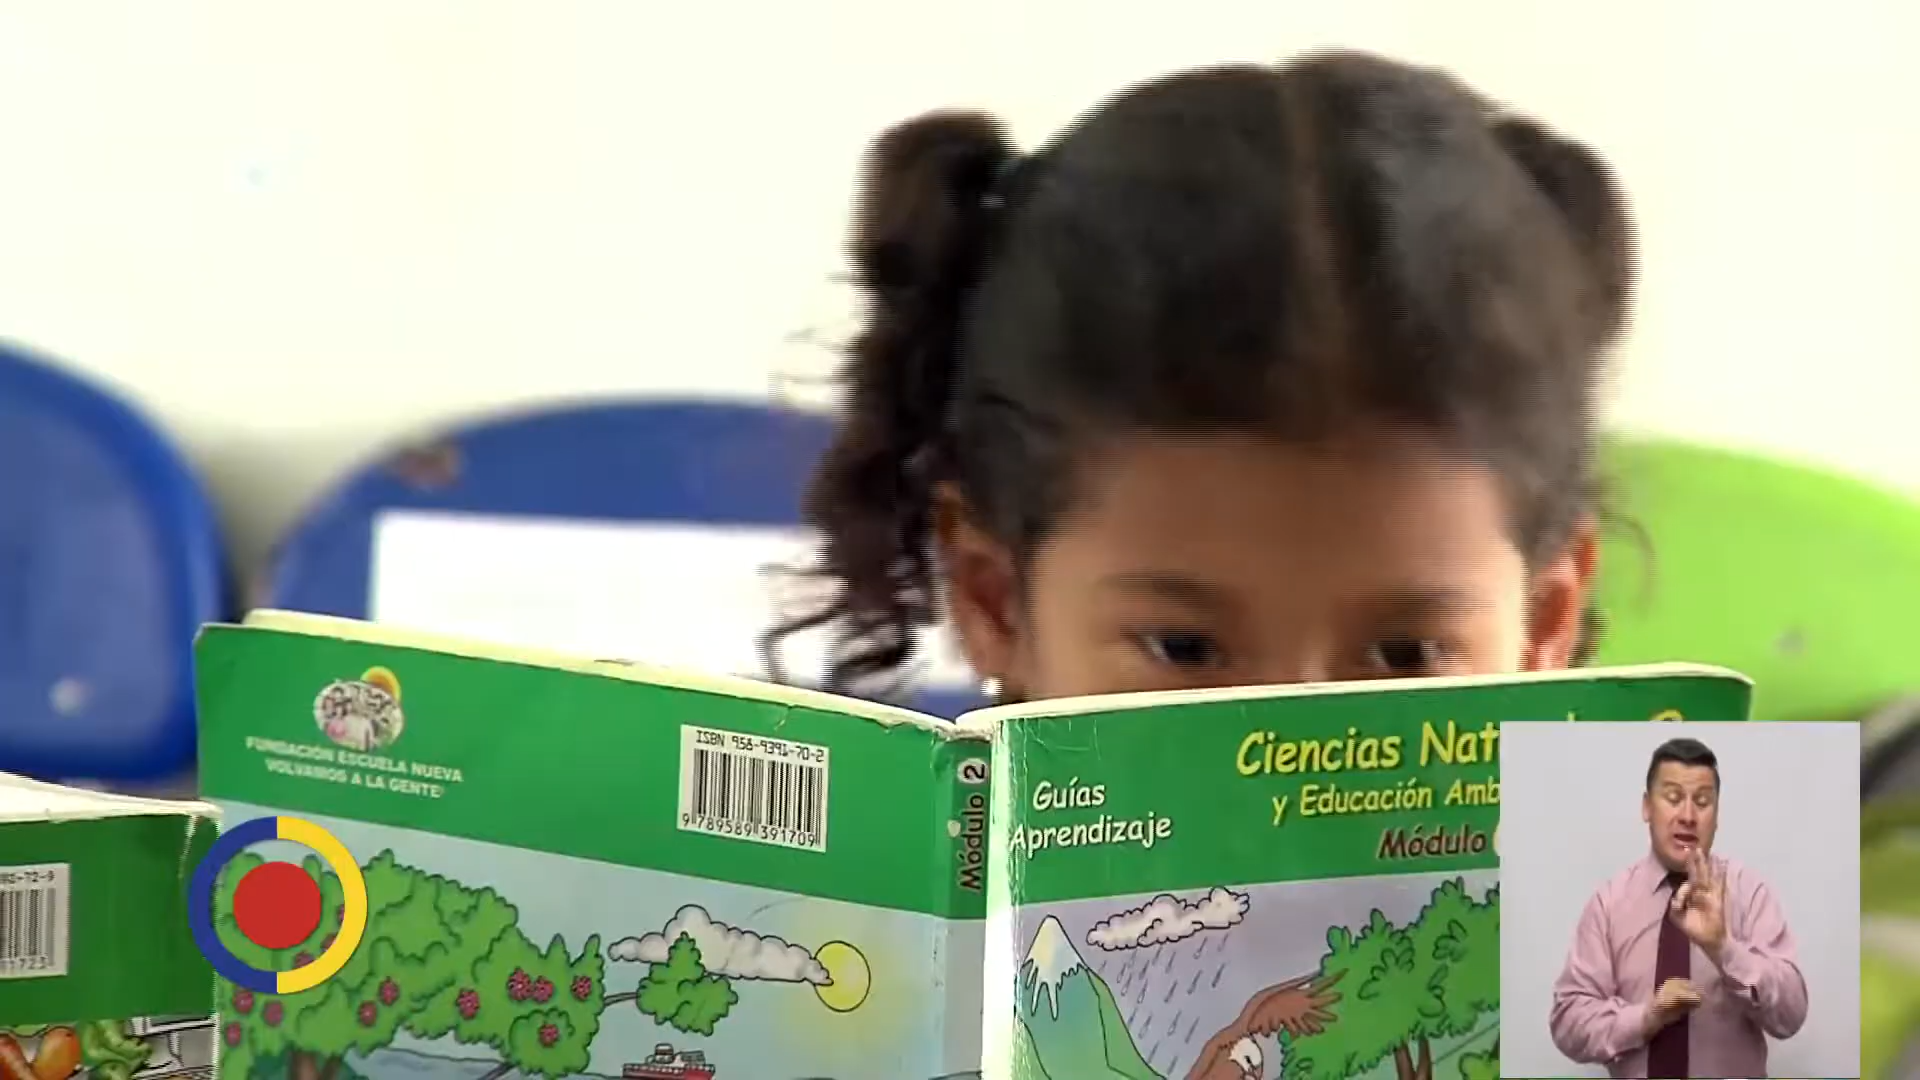 FUNDACIÓN ESCUELA NUEVA
VOLVAMOS A LA GENTE
ISBN 958-9391-70-2
9 789589 391709
Módulo 2
Guías
Aprendizaje
Ciencias Nat
y Educación Amb
Módulo